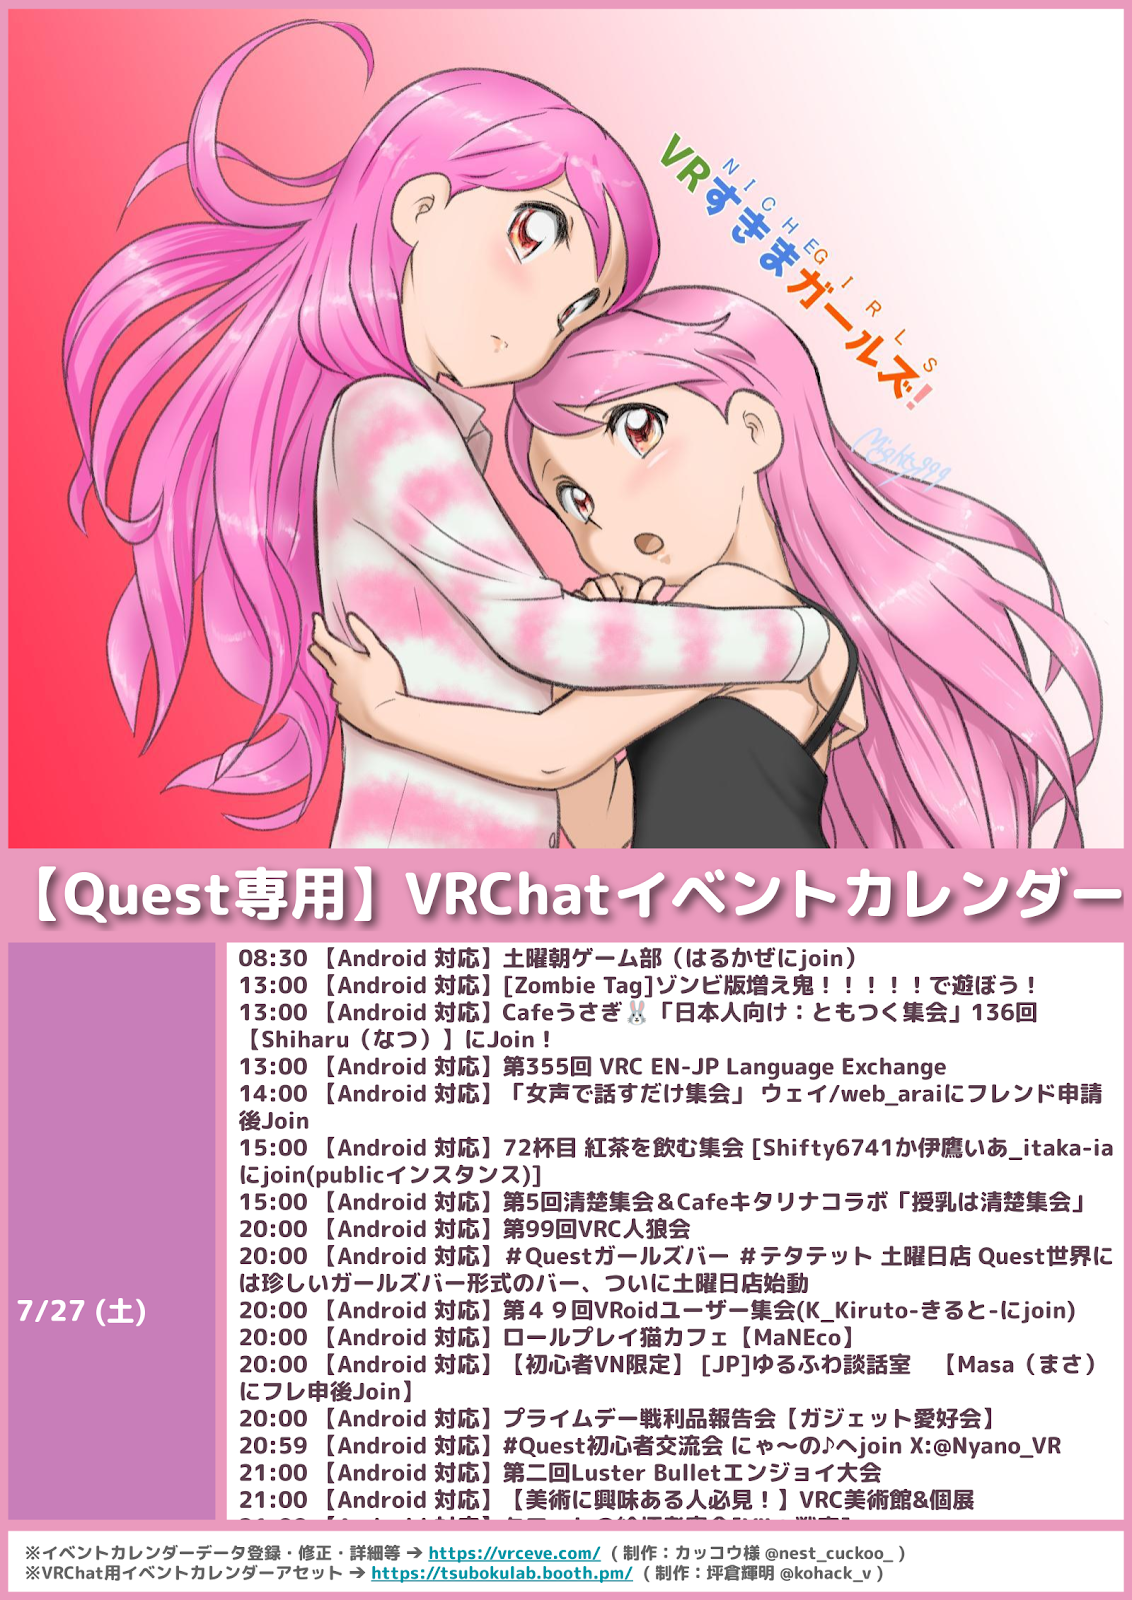 VRすきまガールズ!
NICHEGIRLS
Mighty999
【Quest専用】VRChatイベントカレンダー
7/27 (土)
08:30 【Android 対応】土曜朝ゲーム部（はるかぜにjoin）
13:00 【Android 対応】[Zombie Tag]ゾンビ版増え鬼！！！！！で遊ぼう！
13:00 【Android 対応】Cafeうさぎ🐰「日本人向け：ともつく集会」136回
【Shiharu（なつ）】にJoin！
13:00 【Android 対応】第355回 VRC EN-JP Language Exchange
14:00 【Android 対応】「女声で話すだけ集会」 ウェイ/web_araiにフレンド申請
後Join
15:00 【Android 対応】72杯目 紅茶を飲む集会 [Shifty6741か伊鷹いあ_itaka-ia
にjoin(publicインスタンス)]
15:00 【Android 対応】第5回清楚集会＆Cafeキタリナコラボ「授乳は清楚集会」
20:00 【Android 対応】第99回VRC人狼会
20:00 【Android 対応】＃Questガールズバー ＃テタテット 土曜日店 Quest世界に
は珍しいガールズバー形式のバー、ついに土曜日店始動
20:00 【Android 対応】第４９回VRoidユーザー集会(K_Kiruto-きると-にjoin)
20:00 【Android 対応】ロールプレイ猫カフェ【MaNEco】
20:00 【Android 対応】【初心者VN限定】 [JP]ゆるふわ談話室　【Masa（まさ）
にフレ申後Join】
20:00 【Android 対応】プライムデー戦利品報告会【ガジェット愛好会】
20:59 【Android 対応】#Quest初心者交流会 にゃ～の♪へjoin X:@Nyano_VR
21:00 【Android 対応】第二回Luster Bulletエンジョイ大会
21:00 【Android 対応】【美術に興味ある人必見！】VRC美術館&個展
※イベントカレンダーデータ登録・修正・詳細等 → https://vrceve.com/ （ 制作：カッコウ様 @nest_cuckoo_ ）
※VRChat用イベントカレンダーアセット → https://tsubokulab.booth.pm/ （ 制作：坪倉輝明 @kohack_v ）